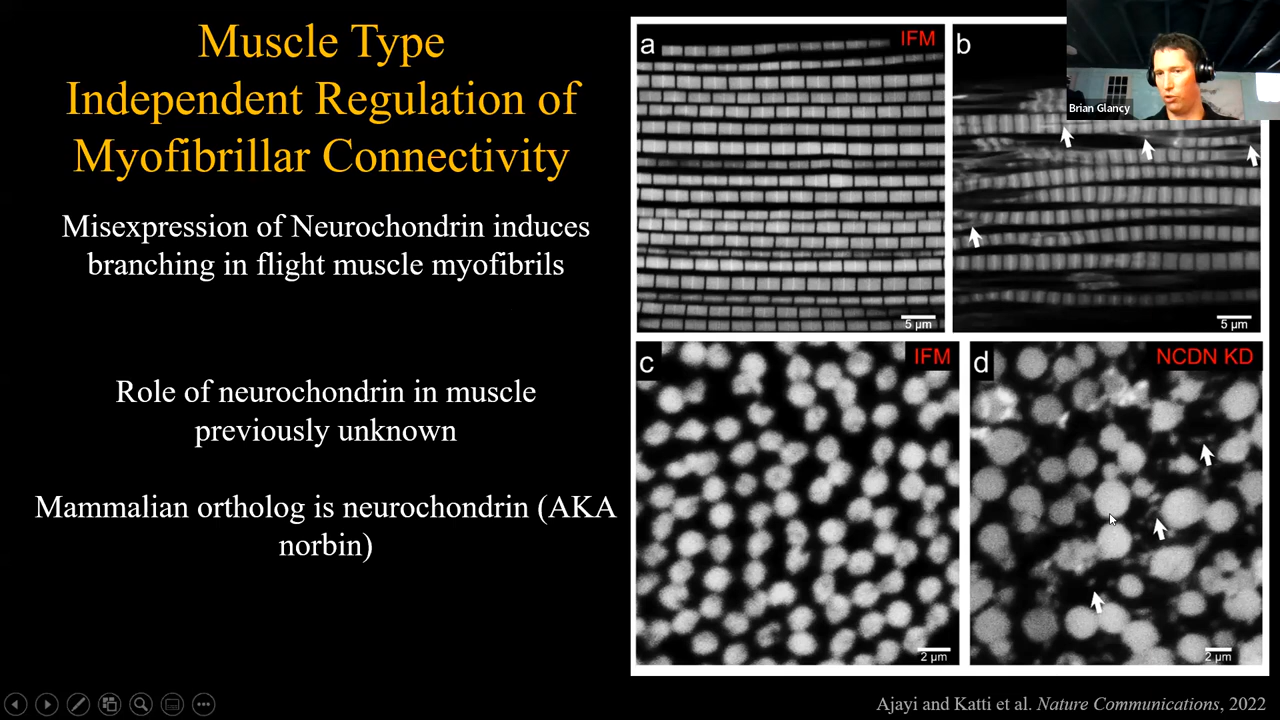 Muscle Type
Independent Regulation of
Myofibrillar Connectivity
Misexpression of Neurochondrin induces
branching in flight muscle myofibrils
Role of neurochondrin in muscle
previously unknown
Mammalian ortholog is neurochondrin (AKA
norbin)
a
IFM
5 µm
b
5 µm
Brian Glancy
c
IFM
2 µm
d
NCDN KD
2 µm
Ajayi and Katti et al. Nature Communications, 2022